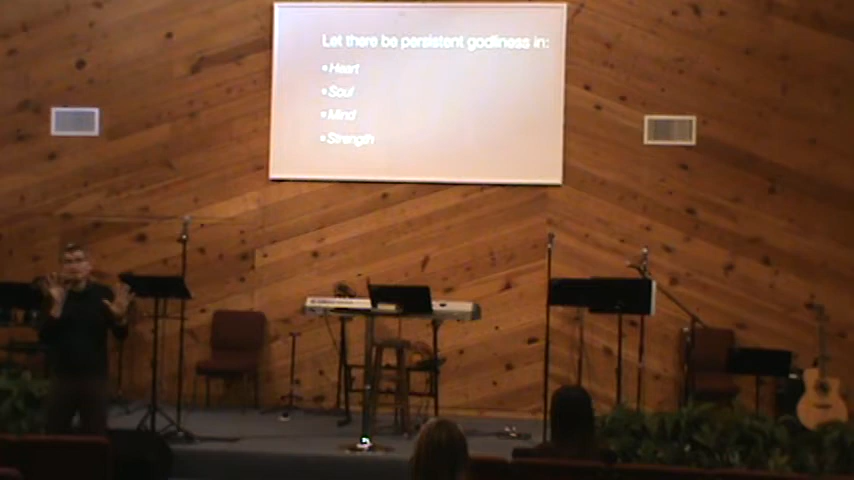 Let there be persistent godliness in:
• Heart
• Soul
• Mind
• Strength